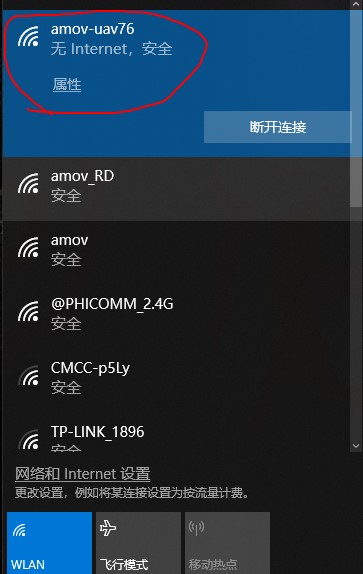 amov-uav76
无 Internet，安全
属性
断开连接
amov_RD
安全
amov
安全
@PHICOMM_2.4G
安全
CMCC-p5Ly
安全
TP-LINK_1896
安全
网络和 Internet 设置
更改设置，例如将某连接设置为按流量计费。
WLAN
飞行模式
移动热点